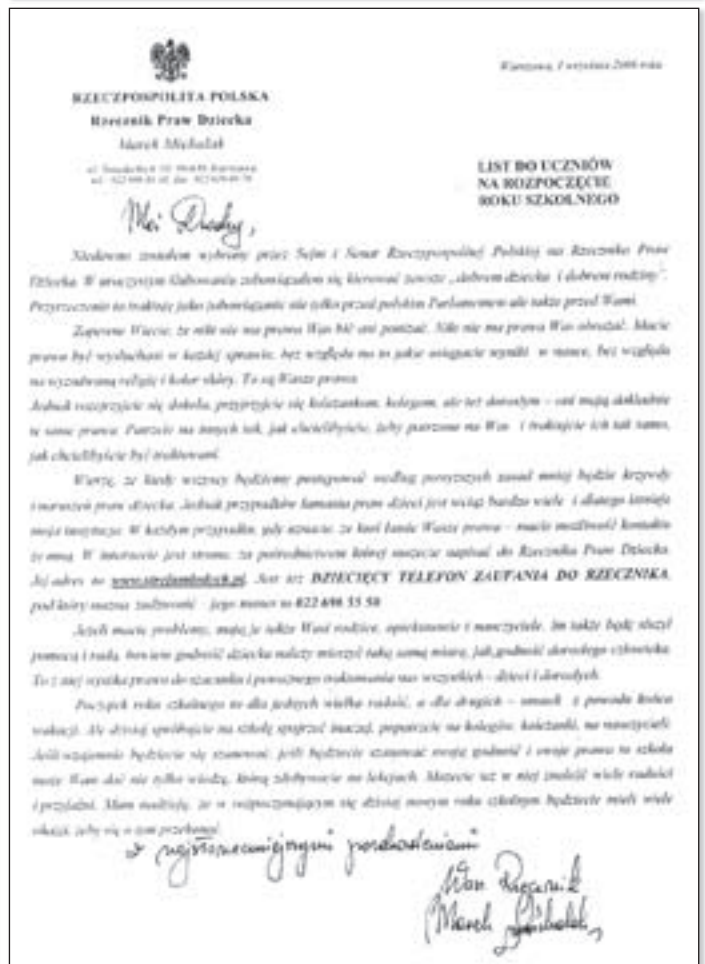 Warszawa, 1 września 2008 roku
RZECZPOSPOLITA POLSKA
Rzecznik Praw Dziecka
Marek Michalak
LIST DO UCZNIÓW
NA ROZPOCZĘCIE
ROKU SZKOLNEGO
Moi Drodzy,
Niedawno zostałem wybrany przez Sejm i Senat Rzeczypospolitej Polskiej na Rzecznika Praw
Dziecka. W uroczystym ślubowaniu zobowiązałem się kierować zawsze „dobrem dziecka i dobrem rodziny”.
Przyrzeczenie to traktuję jako zobowiązanie nie tylko przed polskim Parlamentem ale także przed Wami.
Zapewne Wiecie, że nikt nie ma prawa Was bić ani poniżać. Nikt nie ma prawa Was obrażać. Macie
prawo być wysłuchani w każdej sprawie, bez względu na to jakie osiągacie wyniki w nauce, bez względu
na wyznawaną religię i kolor skóry. To są Wasze prawa.
Jednak rozejrzyjcie się dokoła, przyjrzyjcie się koleżankom, kolegom, ale też dorosłym – oni mają dokładnie
te same prawa. Patrzcie na innych tak, jak chcielibyście, żeby patrzono na Was i traktujcie ich tak samo,
jak chcielibyście być traktowani.
Wierzę, że kiedy wszyscy będziemy postępować według powyższych zasad mniej będzie krzywdy
i naruszeń praw dziecka. Jednak przypadków łamania praw dzieci jest wciąż bardzo wiele i dlatego istnieje
moja instytucja. W każdym przypadku, gdy uznacie, że ktoś łamie Wasze prawa – macie możliwość kontaktu
ze mną. W internecie jest strona, za pośrednictwem której możecie napisać do Rzecznika Praw Dziecka.
Jej adres to Jest też DZIECIĘCY TELEFON ZAUFANIA DO RZECZNIKA,
pod który można zadzwonić – jego numer to 022 696 55 50
Jeżeli macie problemy, mają je także Wasi rodzice, opiekunowie i nauczyciele. Im także będę służył
pomocą i radą, bowiem godność dziecka należy mierzyć taką samą miarą, jak godność dorosłego człowieka.
To z niej wynika prawo do szacunku i poważnego traktowania nas wszystkich – dzieci i dorosłych.
Początek roku szkolnego to dla jednych wielka radość, a dla drugich – smutek z powodu końca
wakacji. Ale dzisiaj spróbujcie na szkołę spojrzeć inaczej, popatrzcie na kolegów, koleżanki, na nauczycieli.
Jeśli wzajemnie będziecie się szanować, jeśli będziecie szanować swoją godność i swoje prawa to szkoła
może Wam dać nie tylko wiedzę, którą zdobywacie na lekcjach. Możecie też w niej znaleźć wiele radości
i przyjaźni. Mam nadzieję, że w rozpoczynającym się dzisiaj nowym roku szkolnym będziecie mieli wiele
okazji, żeby się o tym przekonać.
z najserdeczniejszymi pozdrowieniami
Wasz Rzecznik
Marek Michalak